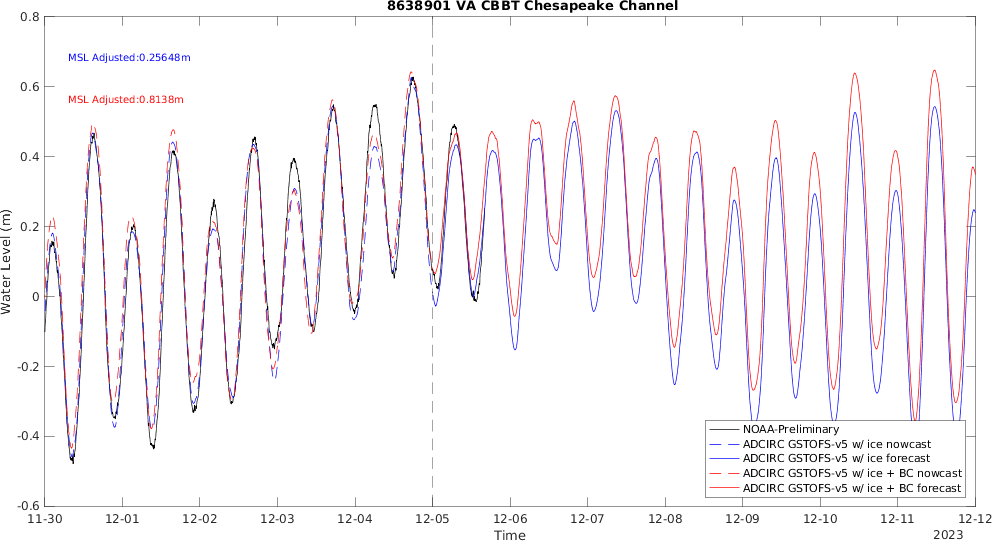 8638901 VA CBBT Chesapeake Channel
0.8
0.6
0.4
0.2
0
-0.2
-0.4
-0.6
Water Level (m)
MSL Adjusted:0.25648m
MSL Adjusted:0.8138m
NOAA-Preliminary
ADCIRC GSTOFS-v5 w/ ice nowcast
ADCIRC GSTOFS-v5 w/ ice forecast
ADCIRC GSTOFS-v5 w/ ice + BC nowcast
ADCIRC GSTOFS-v5 w/ ice + BC forecast
11-30 12-01 12-02 12-03 12-04 12-05 12-06 12-07 12-08 12-09 12-10 12-11 12-12
Time
2023